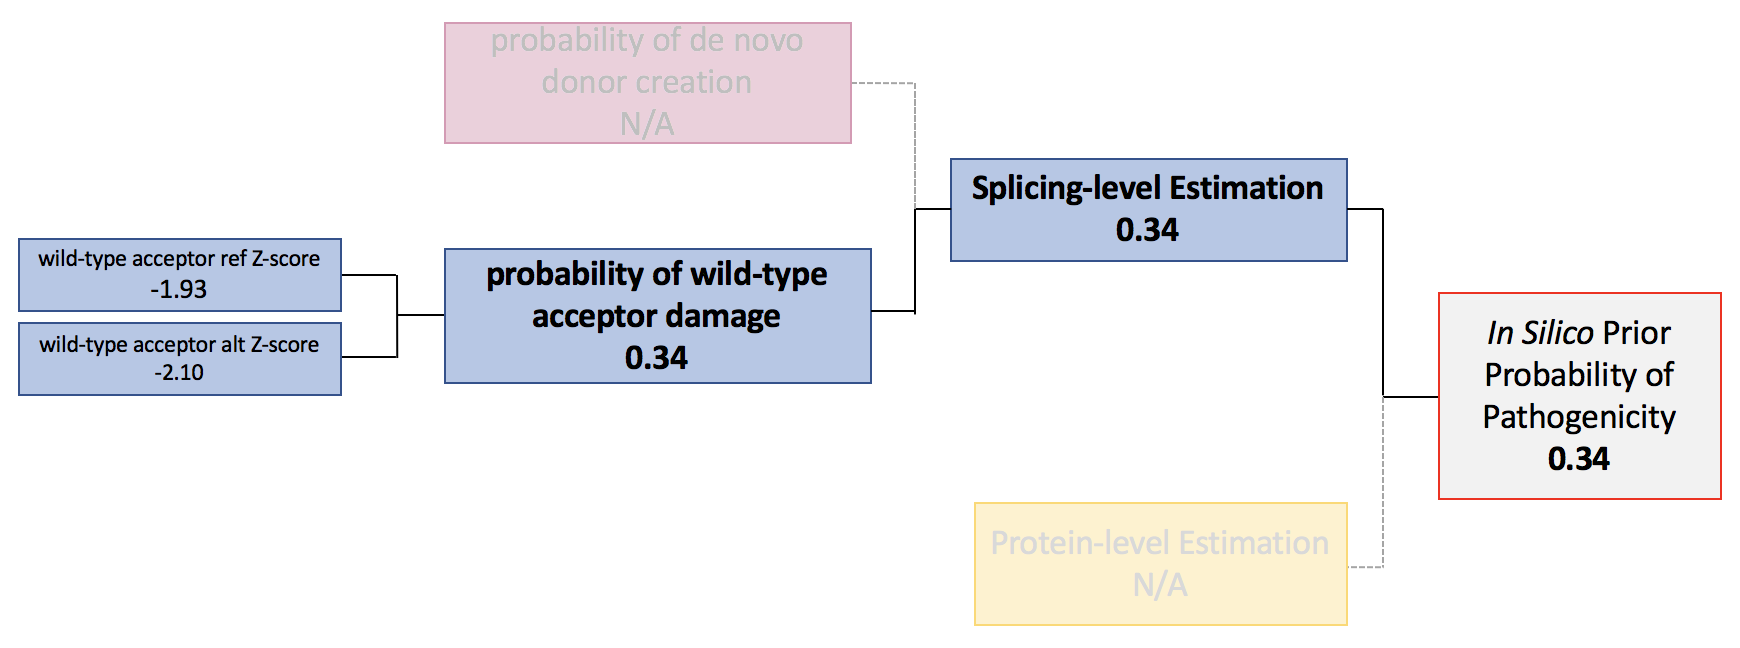 probability of de novo
donor creation
N/A
Splicing-level Estimation
0.34
wild-type acceptor ref Z-score
-1.93
wild-type acceptor alt Z-score
-2.10
probability of wild-type
acceptor damage
0.34
In Silico Prior
Probability of
Pathogenicity
0.34
Protein-level Estimation
N/A